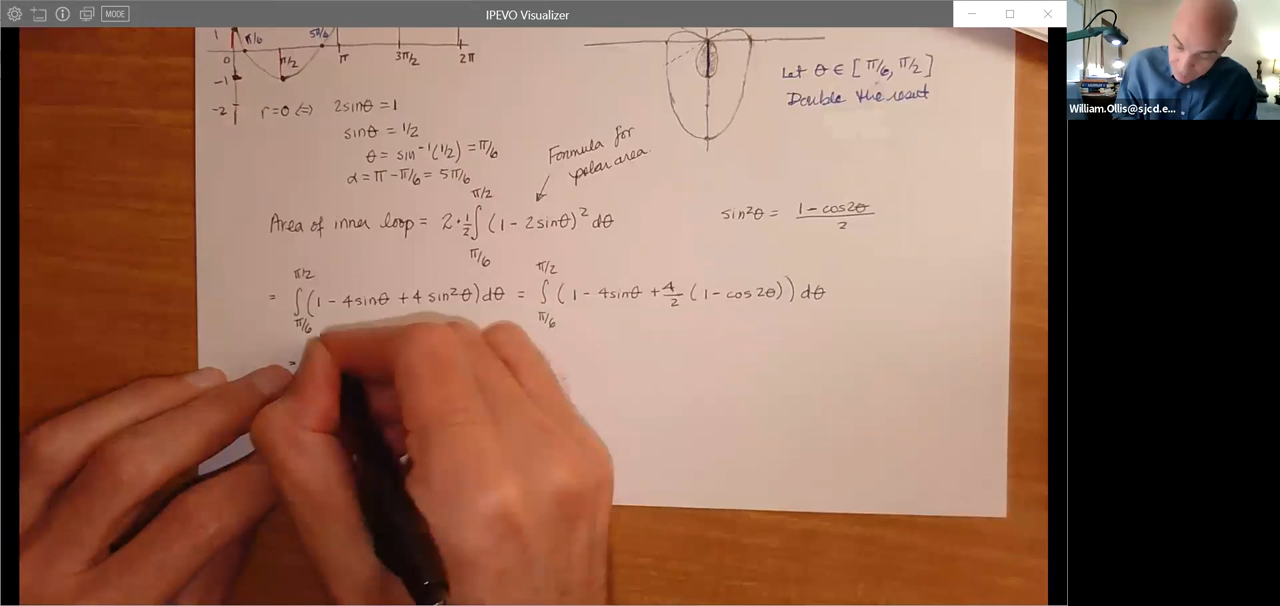 IPEVO Visualizer
MODE
1 π/6 5π/6
0 π/2 π 3π/2 2π
-1
-2
r=0 ⇔ 2sinθ = 1
sinθ = 1/2
θ = sin⁻¹(1/2) = π/6
α = π - π/6 = 5π/6
Let θ ∈ [π/6, π/2]
Double the result
William.Ollis@sjcd.e...
Formula for
polar area.
Area of inner loop = 2·½ ∫_{π/6}^{π/2} (1 - 2sinθ)² dθ
sin²θ = (1 - cos2θ)/2
= ∫_{π/6}^{π/2} (1 - 4sinθ + 4 sin²θ) dθ = ∫_{π/6}^{π/2} (1 - 4sinθ + 4/2 (1 - cos2θ)) dθ
=